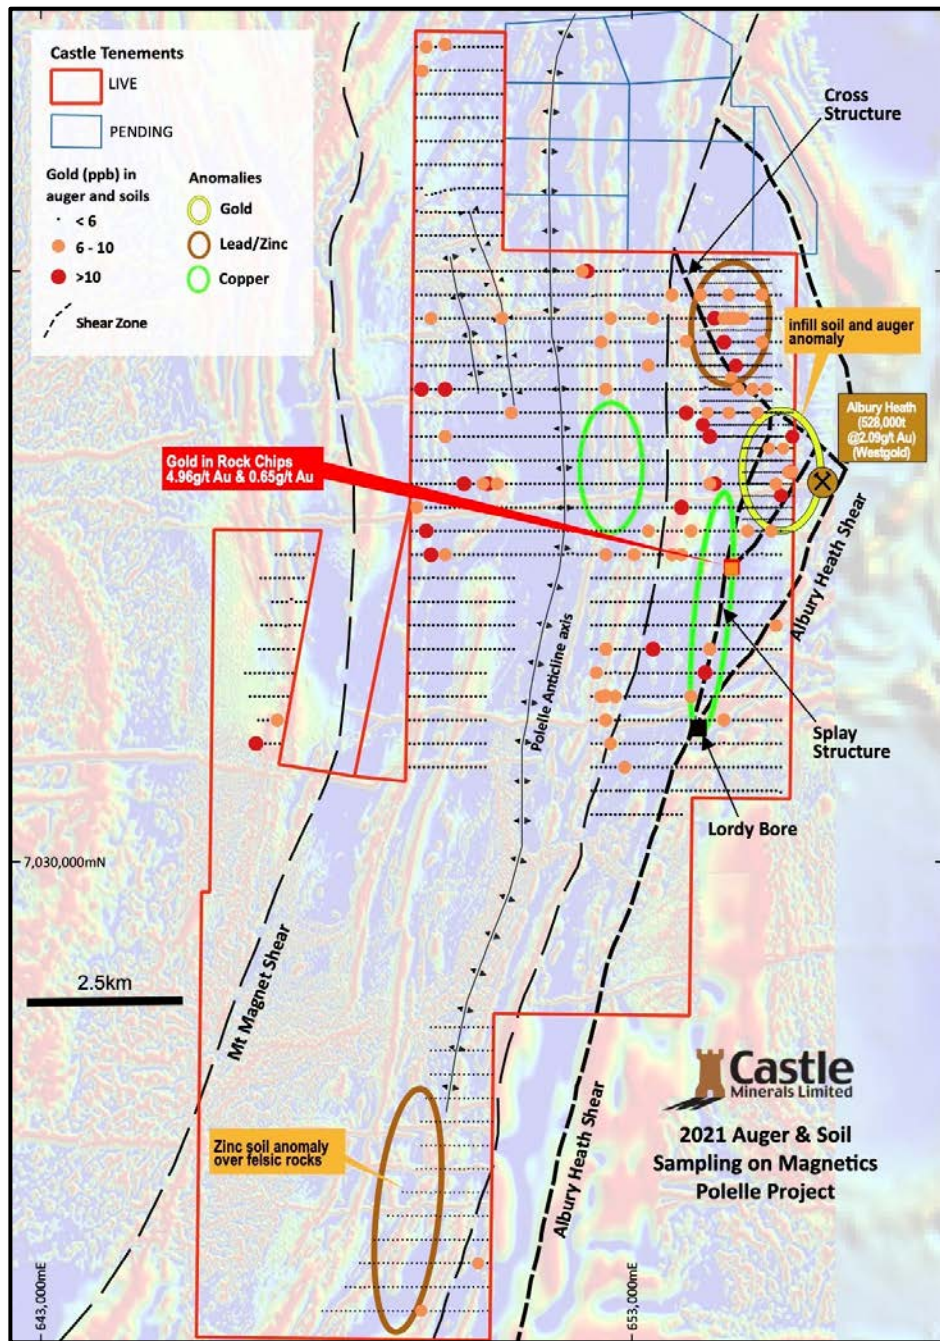 Castle Tenements
LIVE
PENDING
Gold (ppb) in
auger and soils
< 6
6 - 10
>10
Shear Zone
Anomalies
Gold
Lead/Zinc
Copper
Cross
Structure
infill soil and auger
anomaly
Albury Heath
(528,000t
@2.09g/t Au)
(Westgold)
Gold in Rock Chips
4.96g/t Au & 0.65g/t Au
Albury Heath Shear
Polelle Anticline axis
Splay
Structure
Lordy Bore
7,030,000mN
2.5km
Mt Magnet Shear
Albury Heath Shear
Zinc soil anomaly
over felsic rocks
Castle
Minerals Limited
2021 Auger & Soil
Sampling on Magnetics
Polelle Project
643,000mE
653,000mE